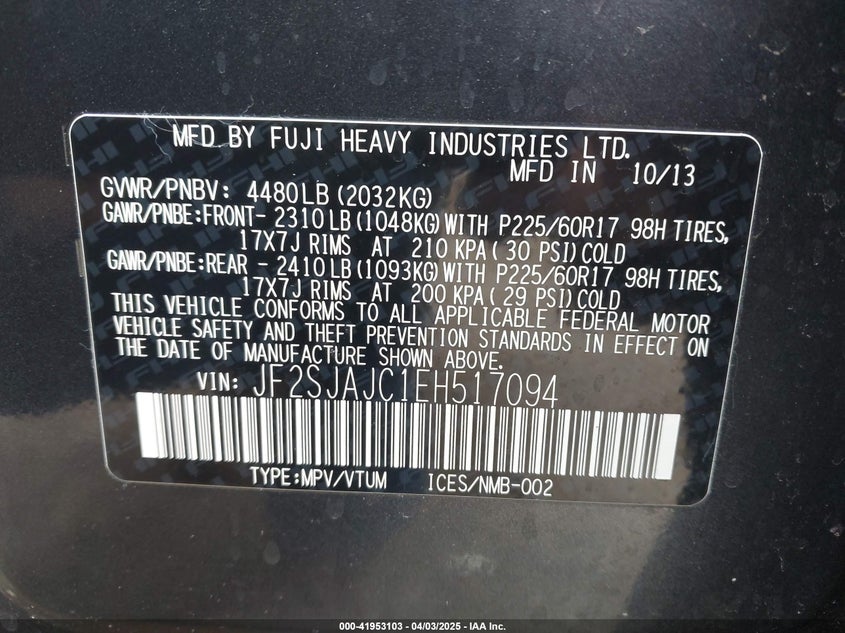 MFD BY FUJI HEAVY INDUSTRIES LTD.
MFD IN 10/13
GVWR/PNBV: 4480LB (2032KG)
GAWR/PNBE:FRONT- 2310 LB (1048KG) WITH P225/60R17 98H TIRES,
17X7J RIMS AT 210 KPA ( 30 PSI) COLD
GAWR/PNBE:REAR - 2410 LB (1093KG) WITH P225/60R17 98H TIRES,
17X7J RIMS AT 200 KPA ( 29 PSI) COLD
THIS VEHICLE CONFORMS TO ALL APPLICABLE FEDERAL MOTOR
VEHICLE SAFETY AND THEFT PREVENTION STANDARDS IN EFFECT ON
THE DATE OF MANUFACTURE SHOWN ABOVE.
VIN: JF2SJAJC1EH517094
TYPE:MPV/VTUM ICES/NMB-002
000-41953103 - 04/03/2025 - IAA Inc.